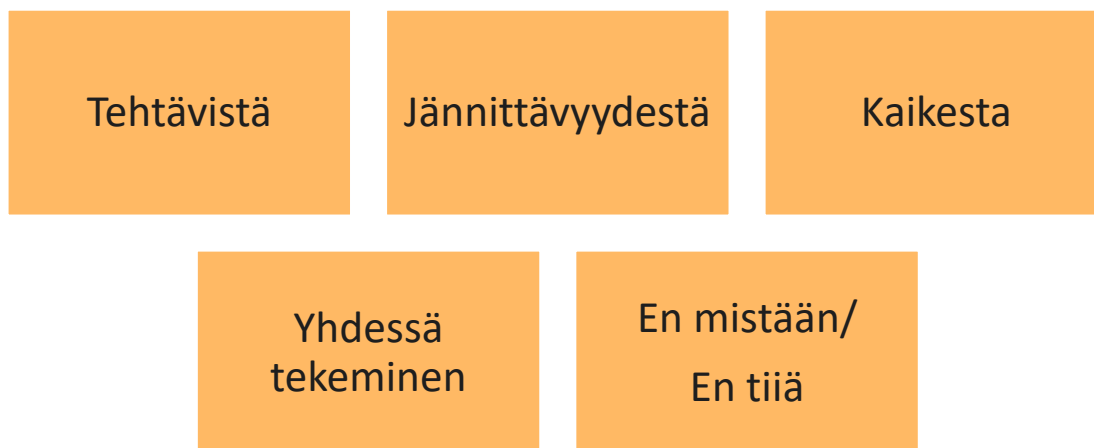 Tehtävistä
Jännittävyydestä
Kaikesta
Yhdessä
tekeminen
En mistään/
En tiiä